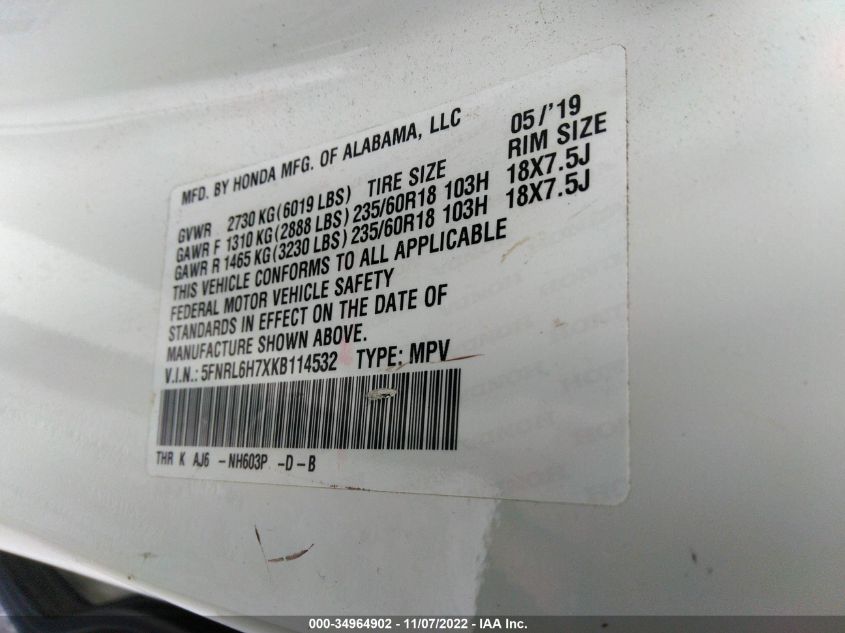 MFD. BY HONDA MFG. OF ALABAMA, LLC 05/'19
GVWR 2730 KG (6019 LBS) TIRE SIZE RIM SIZE
GAWR F 1310 KG (2888 LBS) 235/60R18 103H 18X7.5J
GAWR R 1465 KG (3230 LBS) 235/60R18 103H 18X7.5J
THIS VEHICLE CONFORMS TO ALL APPLICABLE
FEDERAL MOTOR VEHICLE SAFETY
STANDARDS IN EFFECT ON THE DATE OF
MANUFACTURE SHOWN ABOVE.
V.I.N.: 5FNRL6H7XKB114532 TYPE: MPV
THR K AJ6 -NH603P -D-B
000-34964902 - 11/07/2022 - IAA Inc.